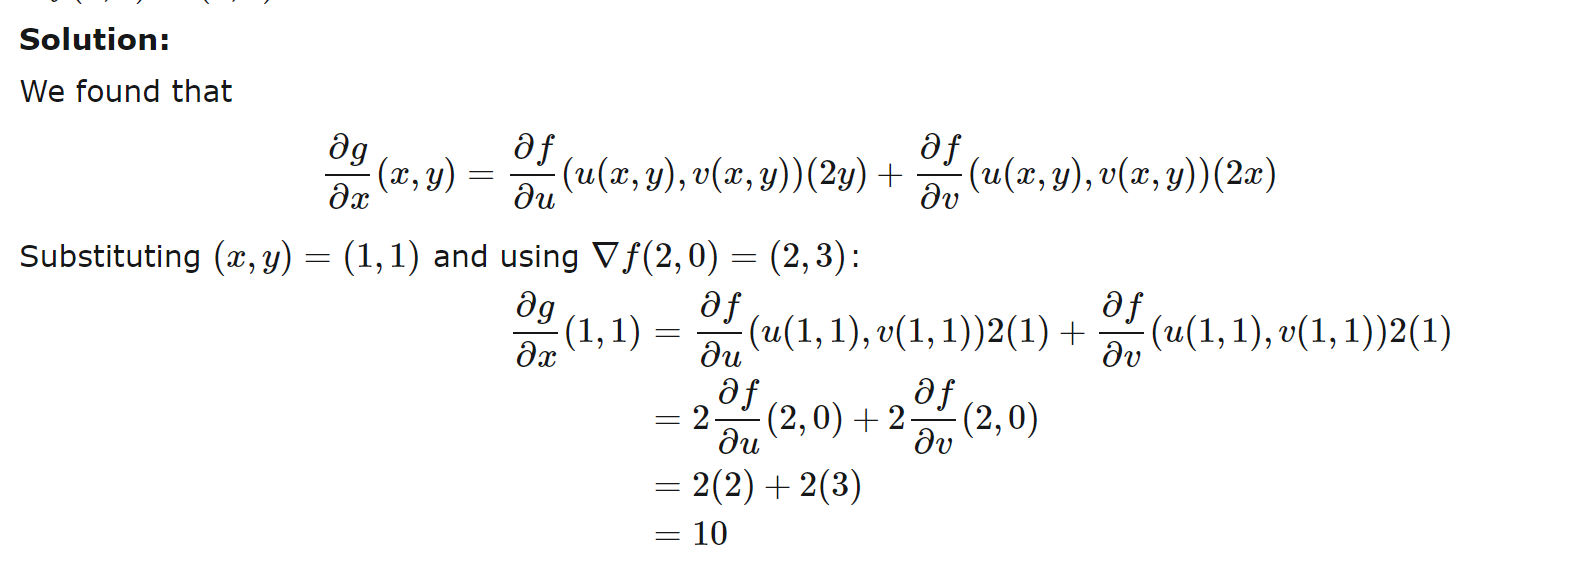 Solution:
We found that
∂g/∂x (x, y) = ∂f/∂u (u(x, y), v(x, y))(2y) + ∂f/∂v (u(x, y), v(x, y))(2x)
Substituting (x, y) = (1, 1) and using ∇f(2, 0) = (2, 3):
∂g/∂x (1, 1) = ∂f/∂u (u(1, 1), v(1, 1))2(1) + ∂f/∂v (u(1, 1), v(1, 1))2(1)
= 2 ∂f/∂u (2, 0) + 2 ∂f/∂v (2, 0)
= 2(2) + 2(3)
= 10